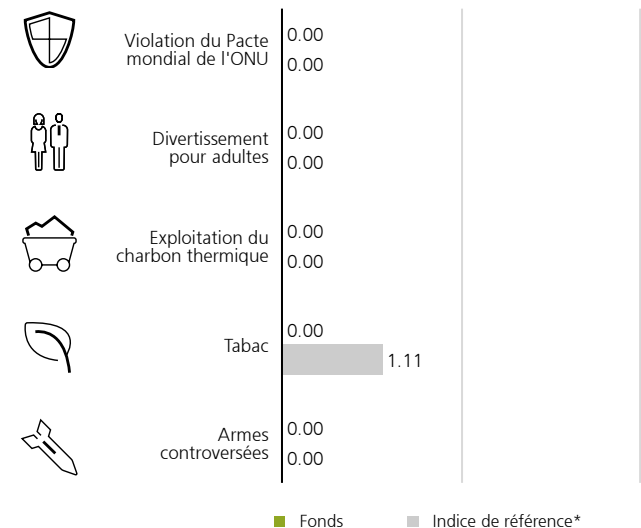 Violation du Pacte
mondial de l'ONU
0.00
0.00
Divertissement
pour adultes
0.00
0.00
Exploitation du
charbon thermique
0.00
0.00
Tabac
0.00
1.11
Armes
controversées
0.00
0.00
Fonds
Indice de référence*